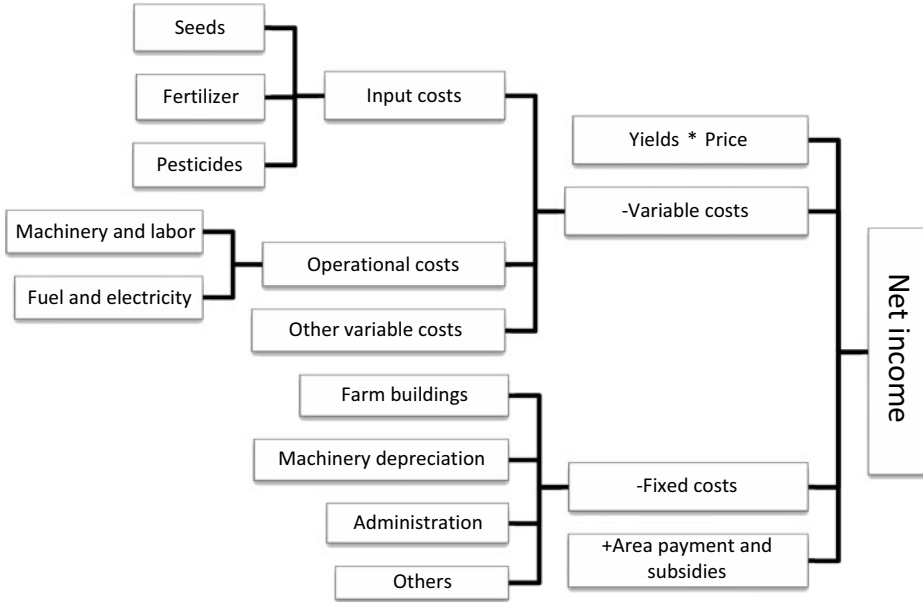 Seeds
Fertilizer
Pesticides
Input costs
Machinery and labor
Fuel and electricity
Operational costs
Other variable costs
Farm buildings
Machinery depreciation
Administration
Others
Yields * Price
-Variable costs
-Fixed costs
+Area payment and
subsidies
Net income